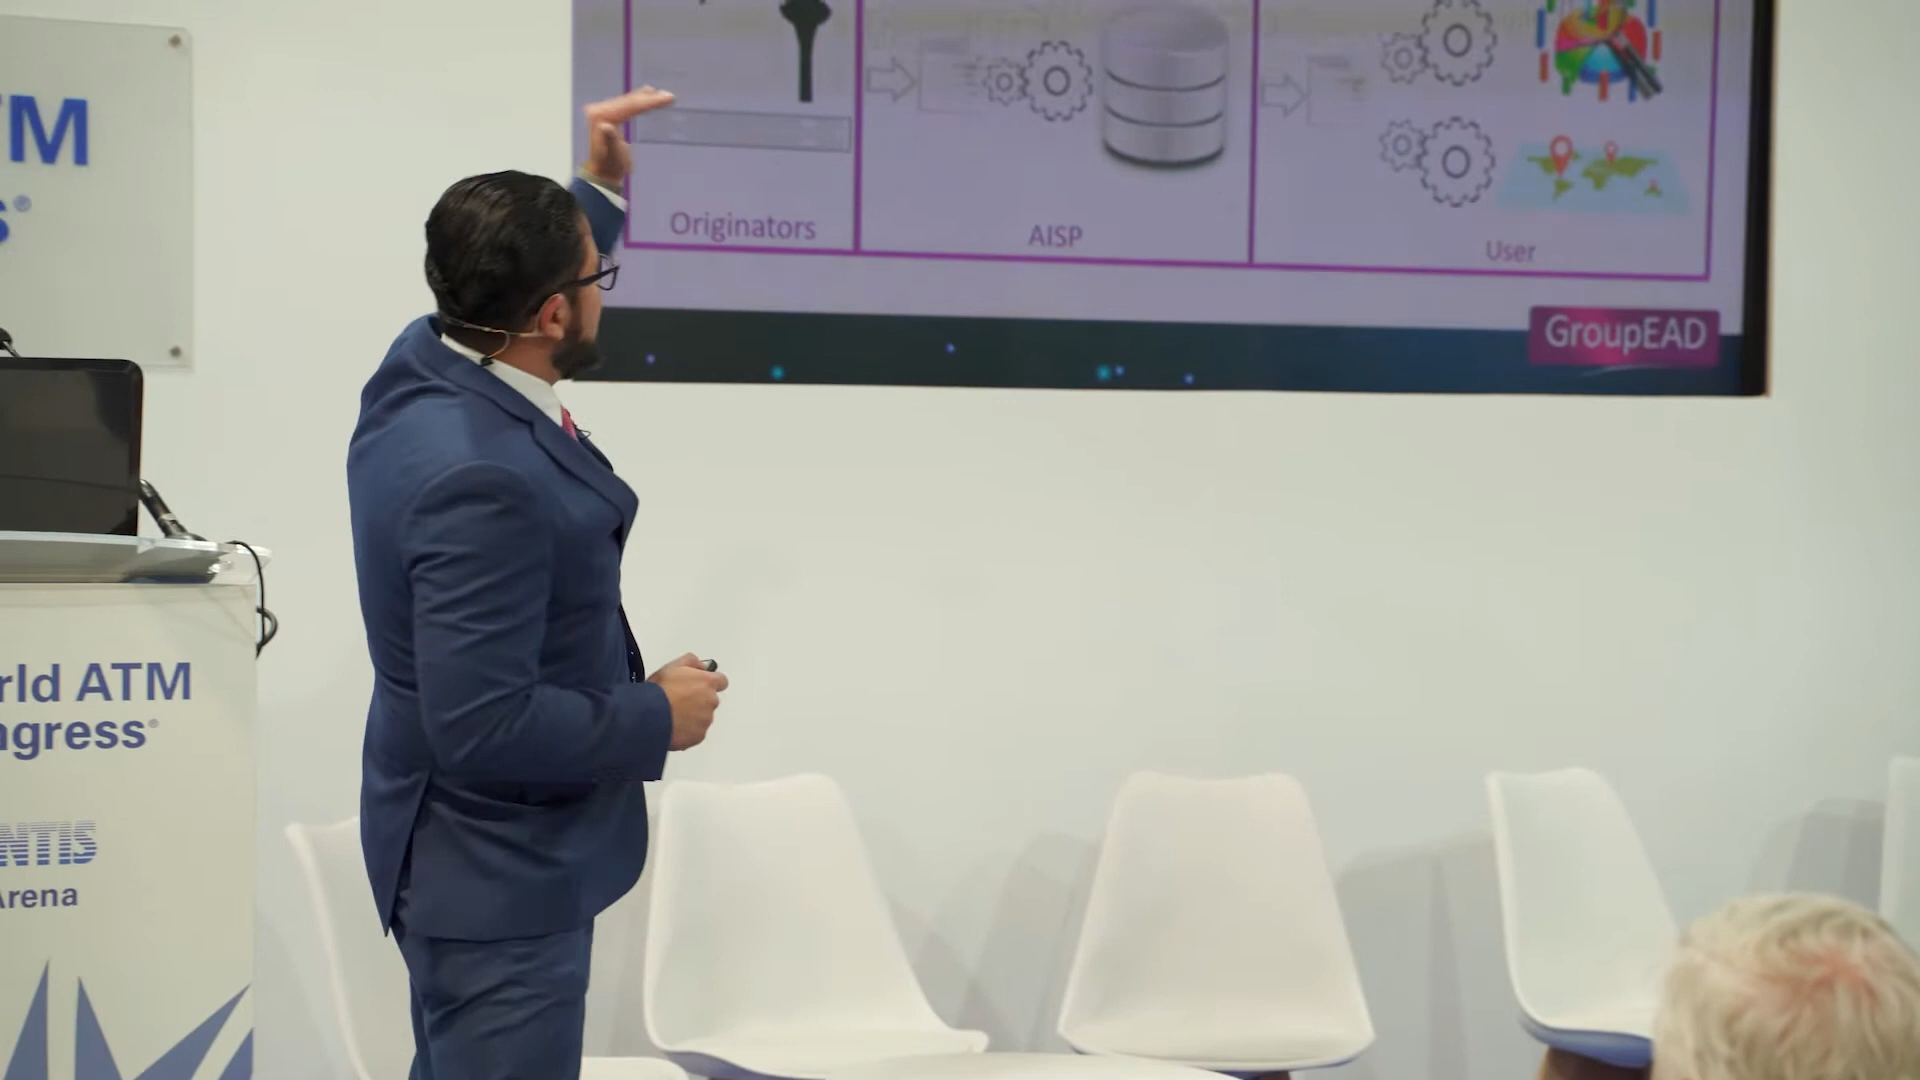 TM
s®
Originators
AISP
User
GroupEAD
rld ATM
ngress®
NTIS
Arena